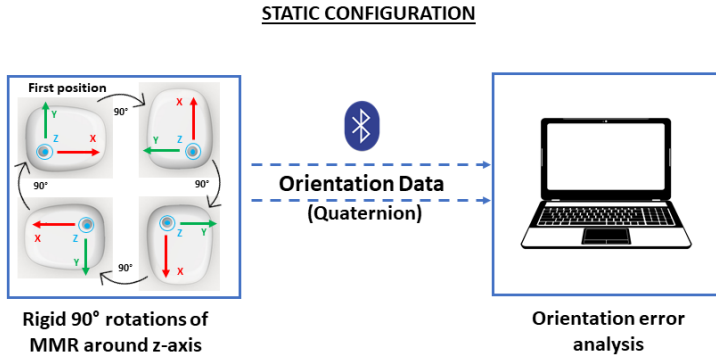 STATIC CONFIGURATION
First position
Y
Z
X
90°
X
Y
Z
90°
90°
X
Z
Y
Z
Y
X
90°
Orientation Data
(Quaternion)
Rigid 90° rotations of
MMR around z-axis
Orientation error
analysis